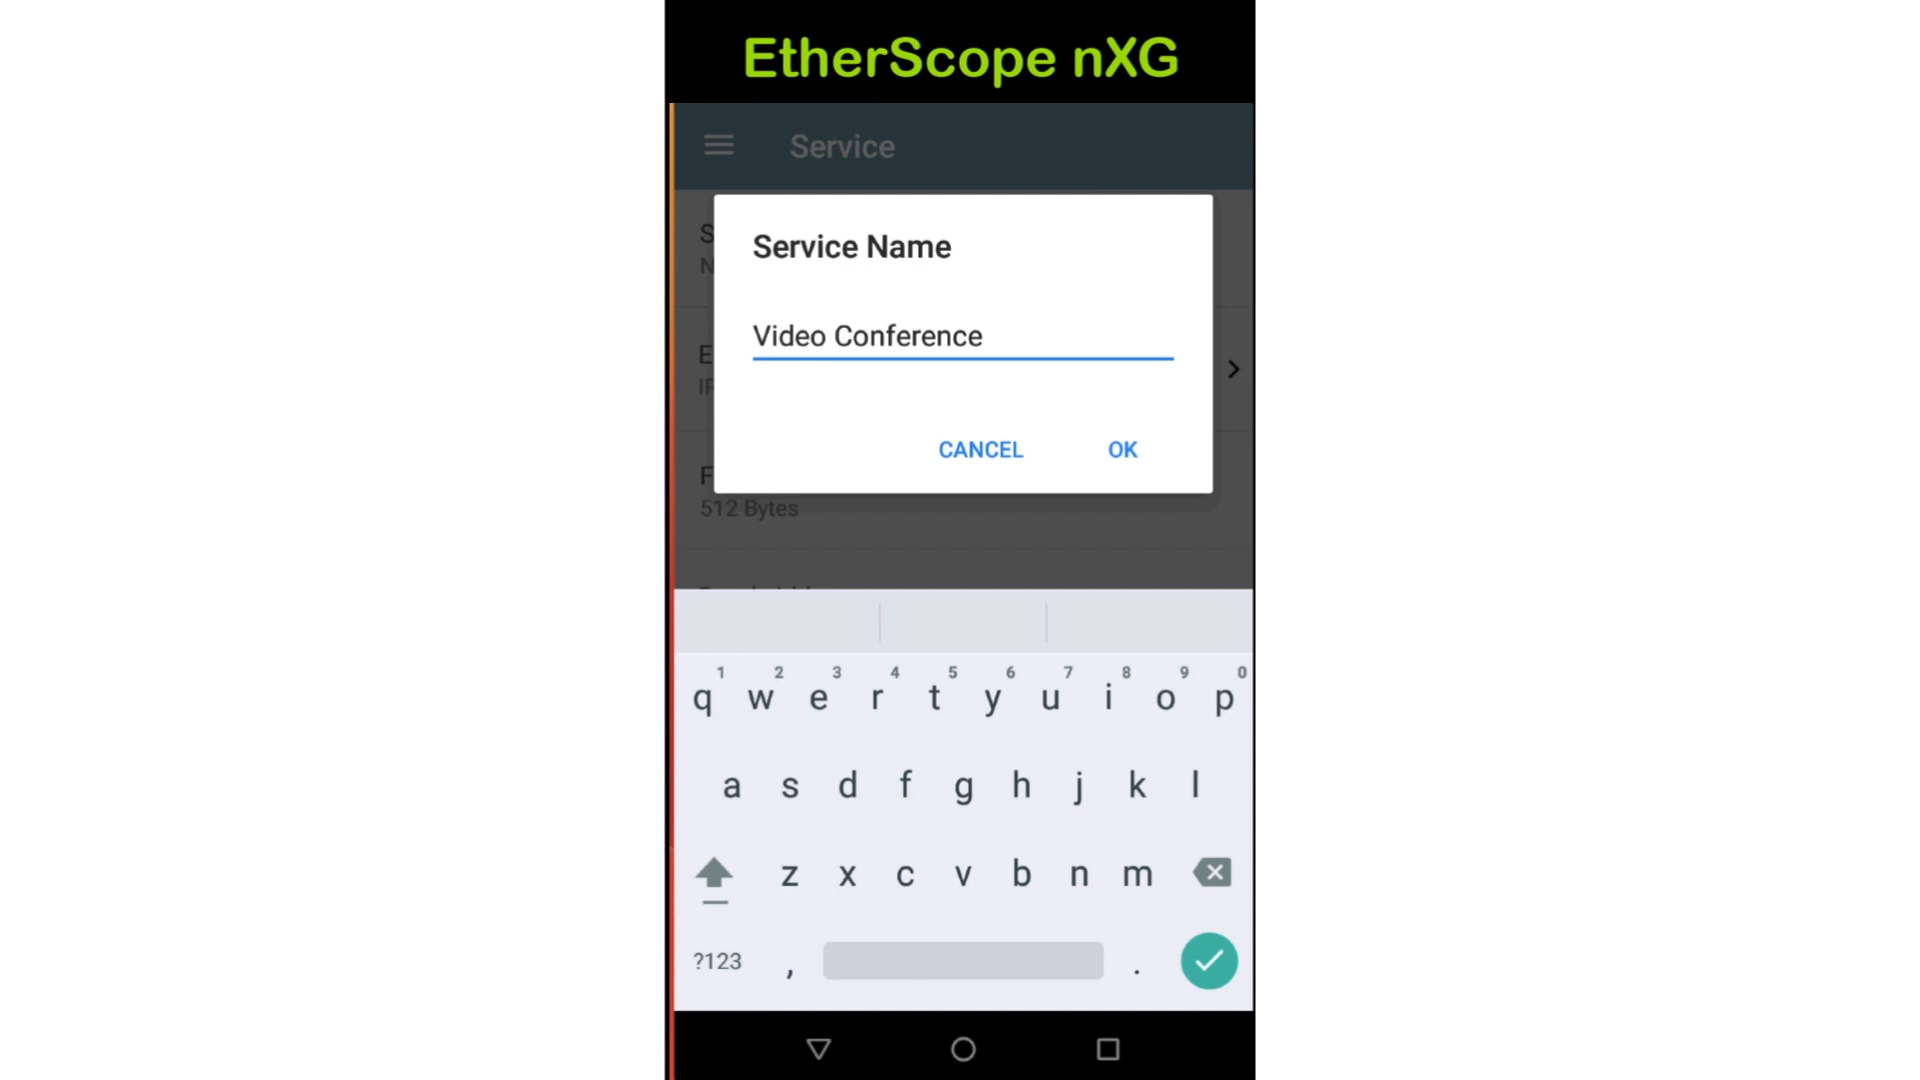 EtherScope nXG
Service
S
N
Service Name
Video Conference
E
IP
CANCEL OK
F
512 Bytes
1 2 3 4 5 6 7 8 9 0
q w e r t y u i o p
a s d f g h j k l
z x c v b n m
?123 , .